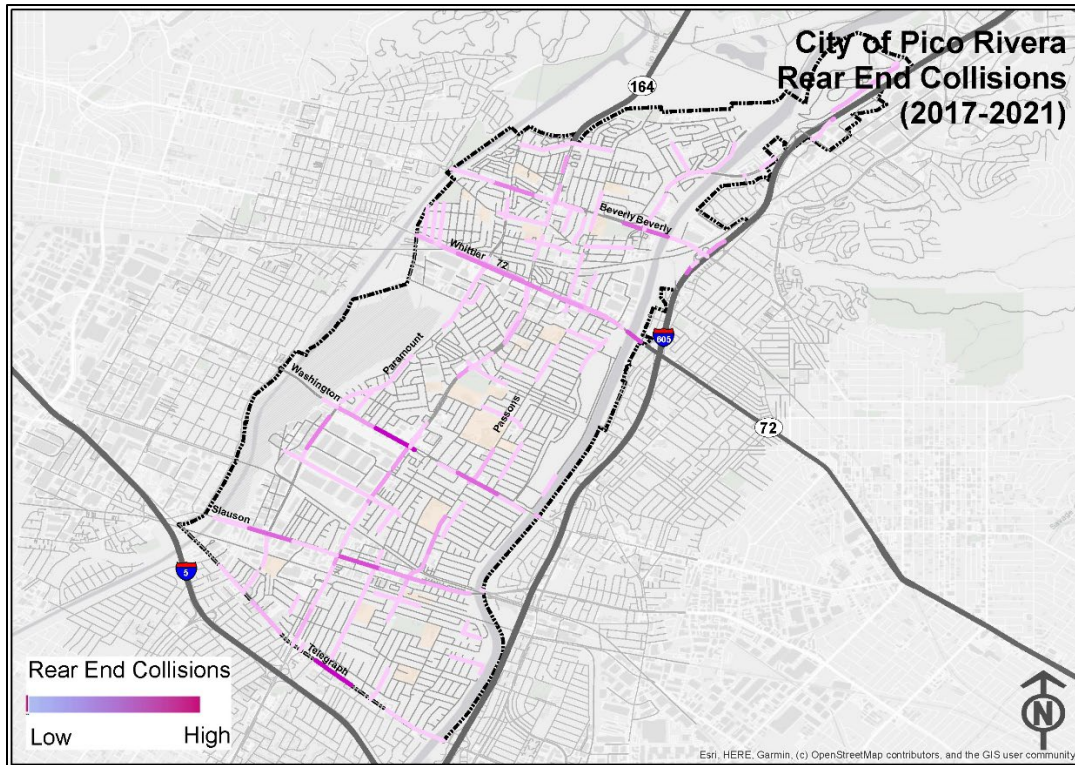 City of Pico Rivera
Rear End Collisions
(2017-2021)
164
Beverly Beverly
Whittier 72
605
Paramount
Washington
Passons
72
Slauson
5
Telegraph
Rear End Collisions
Low High
N
Esri, HERE, Garmin, (c) OpenStreetMap contributors, and the GIS user community